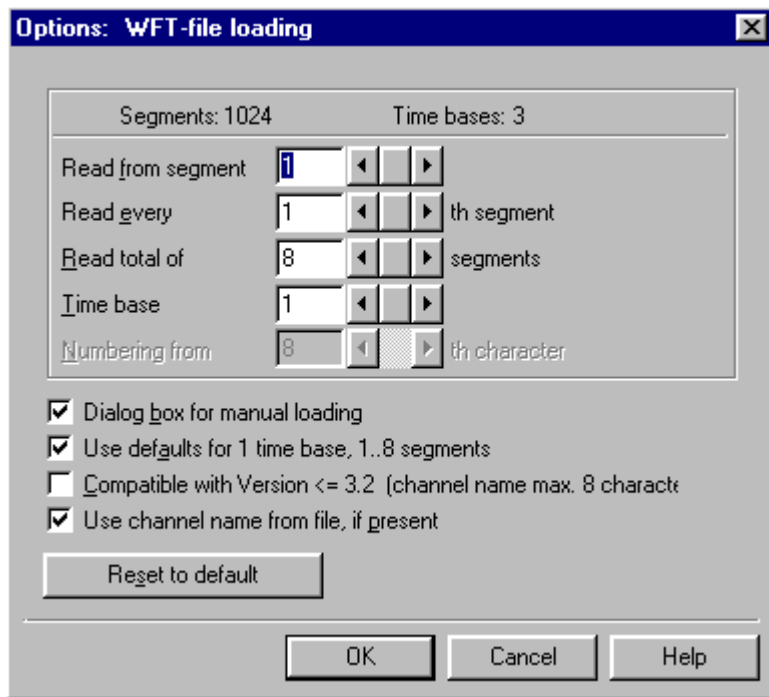 Options: WFT-file loading
Segments: 1024 Time bases: 3
Read from segment 1
Read every 1 th segment
Read total of 8 segments
Time base 1
Numbering from 8 th character
Dialog box for manual loading
Use defaults for 1 time base, 1..8 segments
Compatible with Version <= 3.2 (channel name max. 8 characte
Use channel name from file, if present
Reset to default
OK Cancel Help